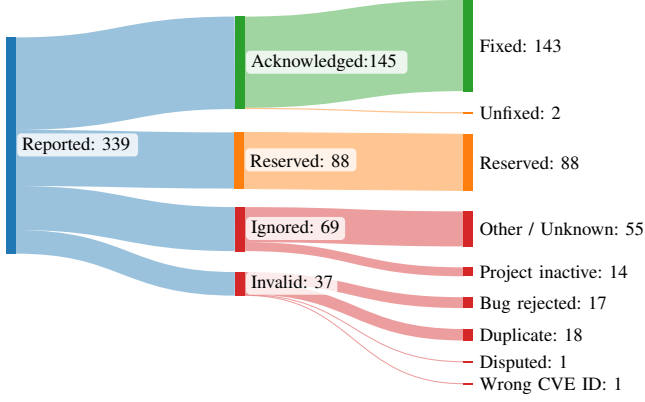 Reported: 339
Acknowledged:145
Reserved: 88
Ignored: 69
Invalid: 37
Fixed: 143
Unfixed: 2
Reserved: 88
Other / Unknown: 55
Project inactive: 14
Bug rejected: 17
Duplicate: 18
Disputed: 1
Wrong CVE ID: 1